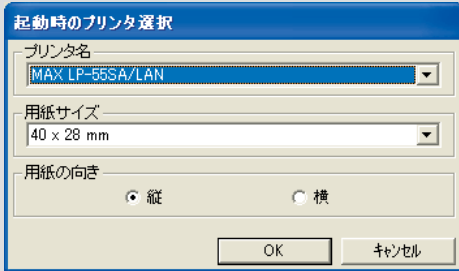 起動時のプリンタ選択
プリンタ名
MAX LP-55SA/LAN
用紙サイズ
40 x 28 mm
用紙の向き
縦 横
OK キャンセル